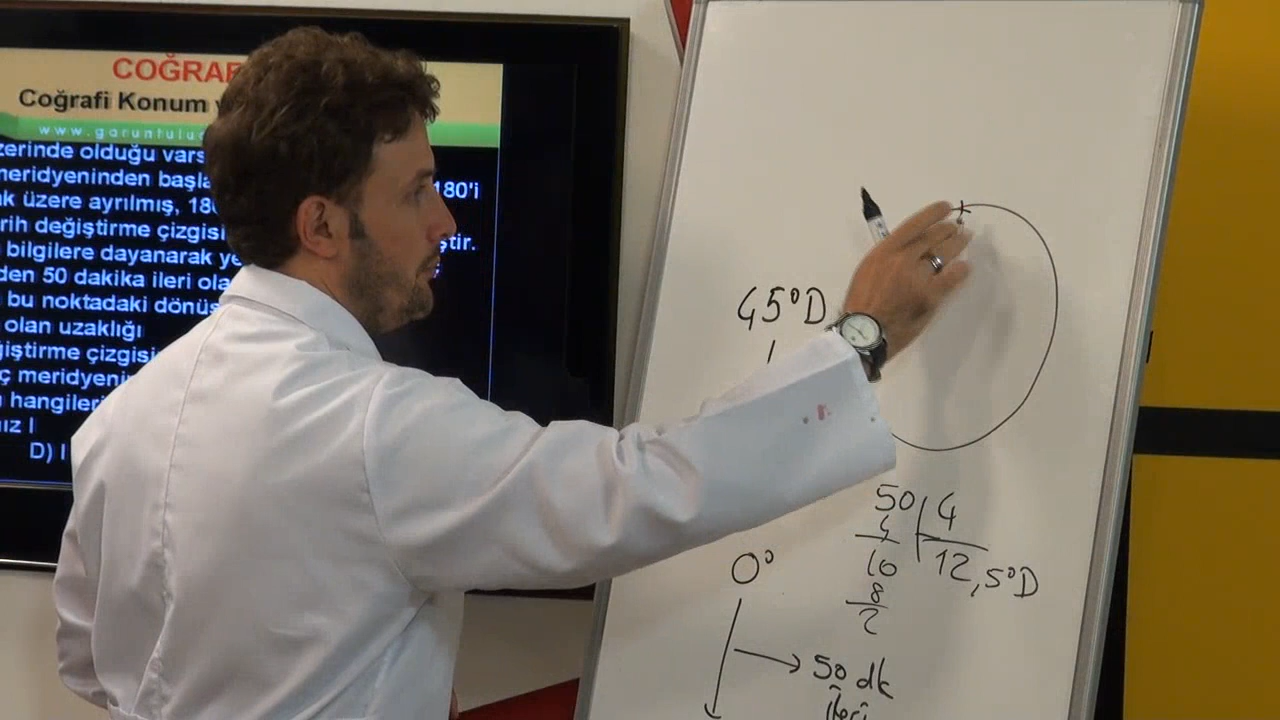 COĞRAF
Coğrafi Konum v
www.goruntulud
zerinde olduğu vars
meridyeninden başla 180'i
ak üzere ayrılmış, 180
rih değiştirme çizgisi ştir.
bilgilere dayanarak ye
den 50 dakika ileri ola
bu noktadaki dönüş
olan uzaklığı
ğiştirme çizgisi
ıç meridyenin
hangileri
ız I
D) I
45°D
50 4
4
10 12,5°D
8
2
0°
50 dk
ileri